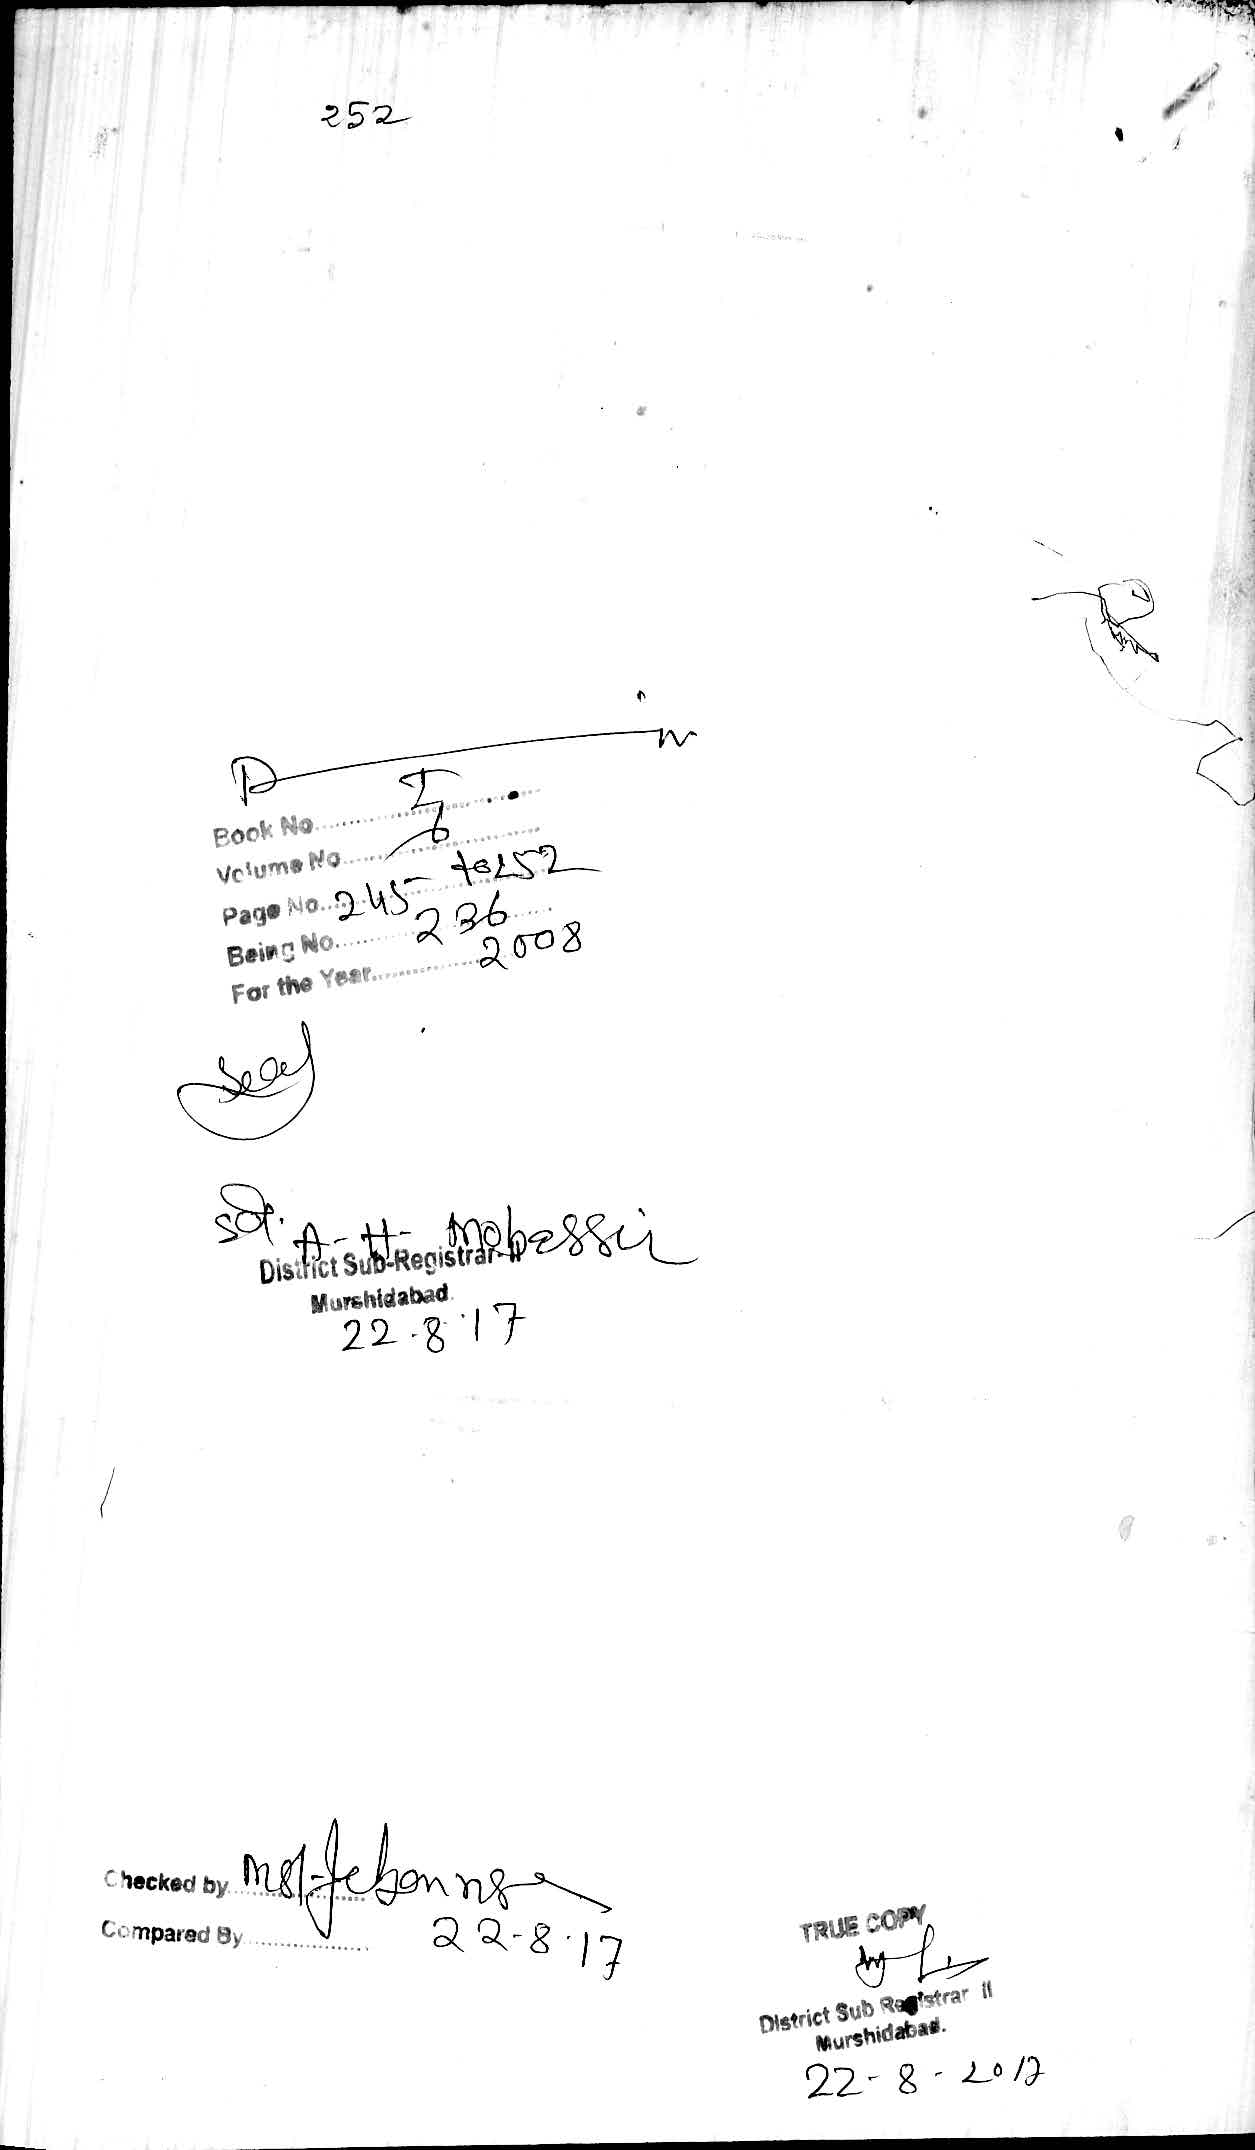 252
Book No. I
Volume No. 6
Page No. 245 to 252
Being No. 236
For the Year. 2008
Seal
Sd/. A-H- Mobassir
District Sub-Registrar-II
Murshidabad.
22.8.17
Checked by
Compared By
22-8.17
TRUE COPY
District Sub Registrar II
Murshidabad.
22-8-2017